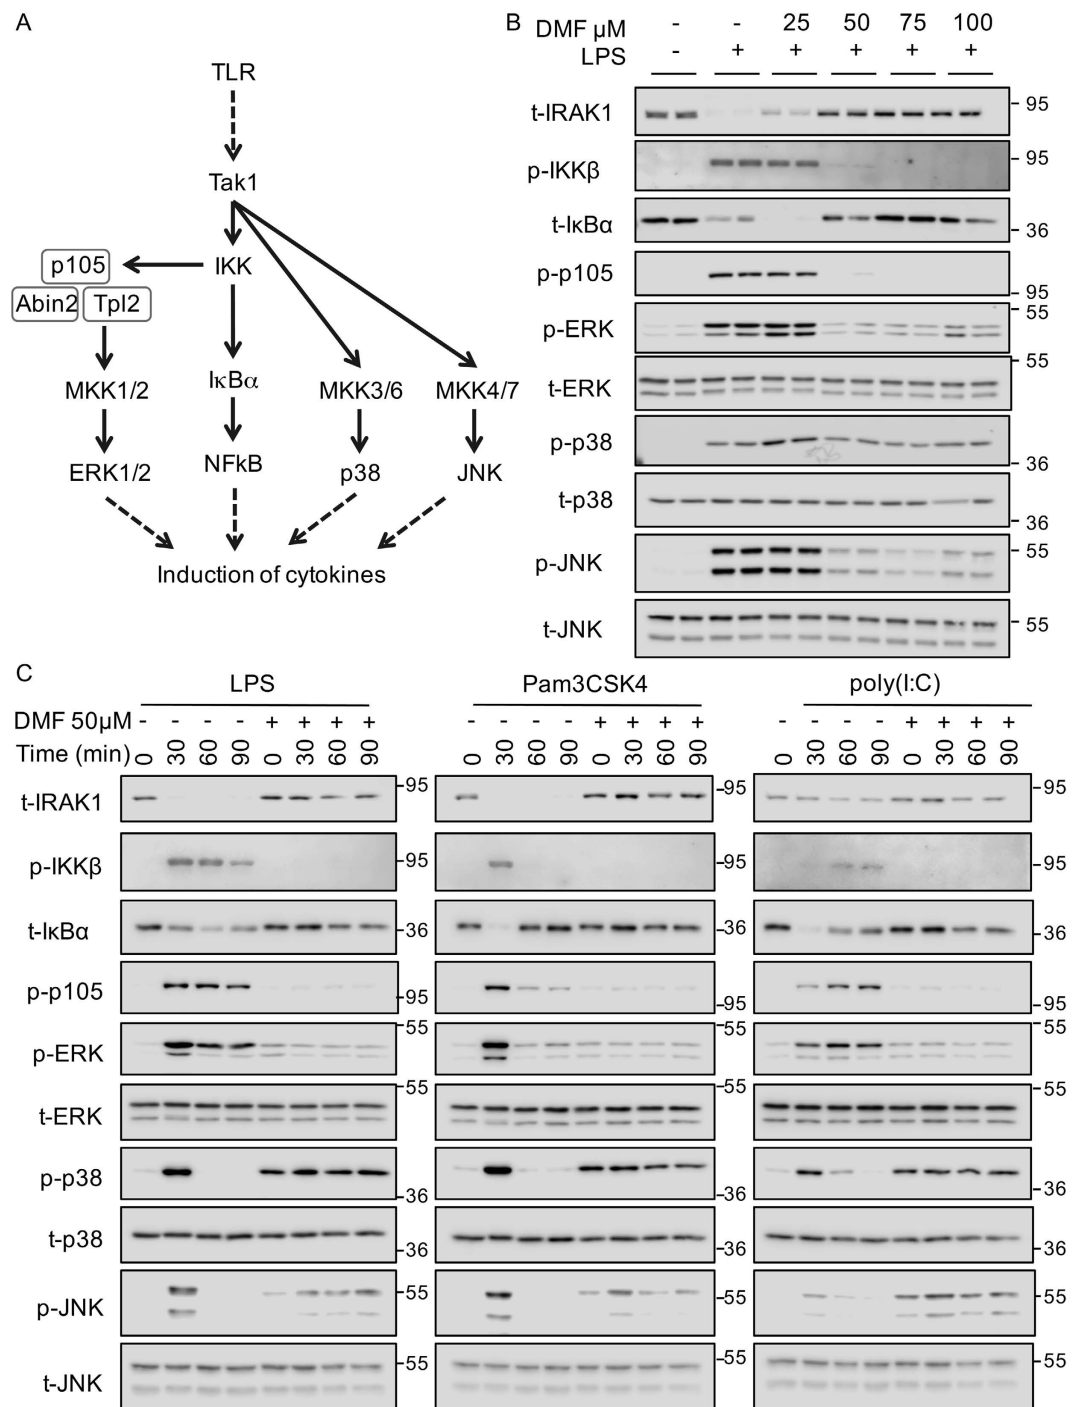 A
TLR
Tak1
p105
IKK
Abin2
Tpl2
MKK1/2
IκBα
MKK3/6
MKK4/7
ERK1/2
NFkB
p38
JNK
Induction of cytokines
B
DMF µM - - 25 50 75 100
LPS - + + + + +
t-IRAK1 95
p-IKKβ 95
t-IκBα 36
p-p105 95
p-ERK 55
t-ERK 55
p-p38 36
t-p38 36
p-JNK 55
t-JNK 55
C
LPS Pam3CSK4 poly(I:C)
DMF 50µM - - - - + + + + - - - - + + + + - - - - + + + +
Time (min) 0 30 60 90 0 30 60 90 0 30 60 90 0 30 60 90 0 30 60 90 0 30 60 90
t-IRAK1 95 95 95
p-IKKβ 95 95 95
t-IκBα 36 36 36
p-p105 95 95 95
p-ERK 55 55 55
t-ERK 55 55 55
p-p38 36 36 36
t-p38 36 36 36
p-JNK 55 55 55
t-JNK 55 55 55